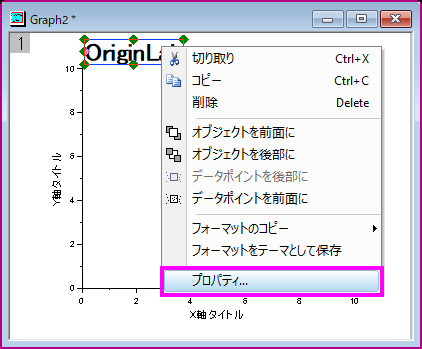 Graph2 *
1
OriginLa
切り取り Ctrl+X
コピー Ctrl+C
削除 Delete
オブジェクトを前面に
オブジェクトを後部に
データポイントを後部に
データポイントを前面に
フォーマットのコピー
フォーマットをテーマとして保存
プロパティ...
10
8
6
4
2
0
Y軸タイトル
0 2 4 6 8 10
X軸タイトル